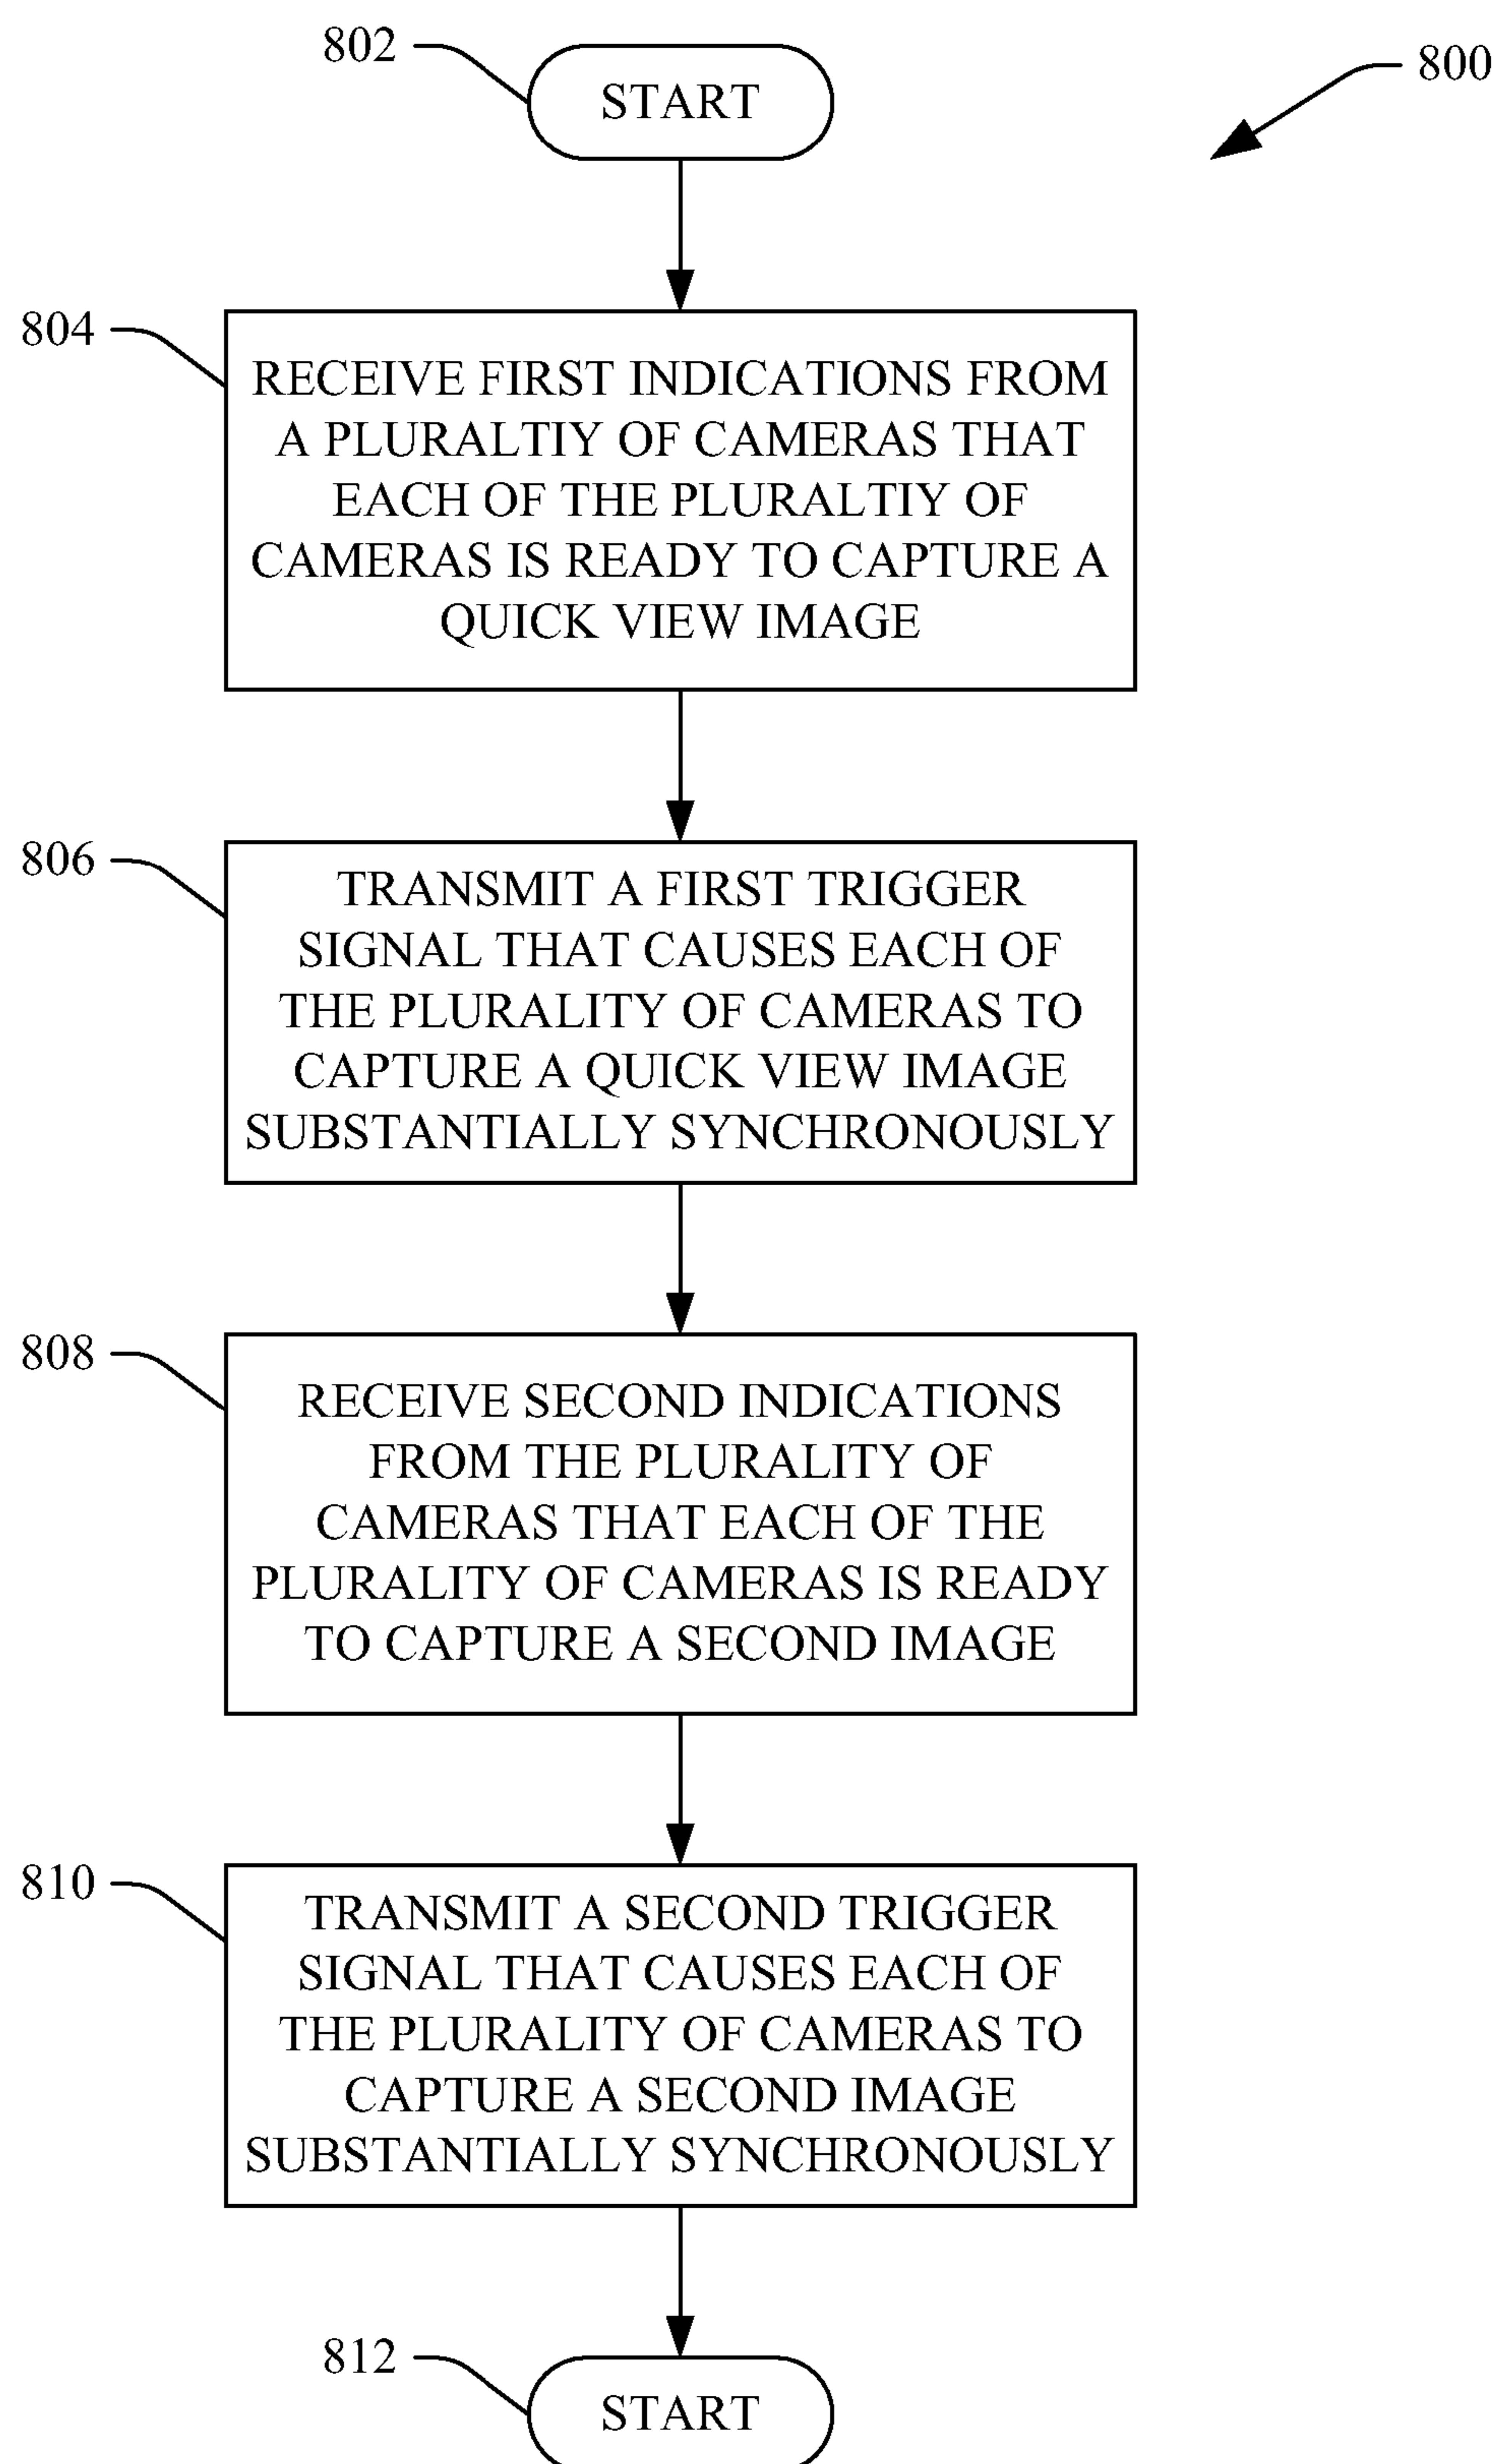 802
START
800
804
RECEIVE FIRST INDICATIONS FROM
A PLURALTIY OF CAMERAS THAT
EACH OF THE PLURALTIY OF
CAMERAS IS READY TO CAPTURE A
QUICK VIEW IMAGE
806
TRANSMIT A FIRST TRIGGER
SIGNAL THAT CAUSES EACH OF
THE PLURALITY OF CAMERAS TO
CAPTURE A QUICK VIEW IMAGE
SUBSTANTIALLY SYNCHRONOUSLY
808
RECEIVE SECOND INDICATIONS
FROM THE PLURALITY OF
CAMERAS THAT EACH OF THE
PLURALITY OF CAMERAS IS READY
TO CAPTURE A SECOND IMAGE
810
TRANSMIT A SECOND TRIGGER
SIGNAL THAT CAUSES EACH OF
THE PLURALITY OF CAMERAS TO
CAPTURE A SECOND IMAGE
SUBSTANTIALLY SYNCHRONOUSLY
812
START